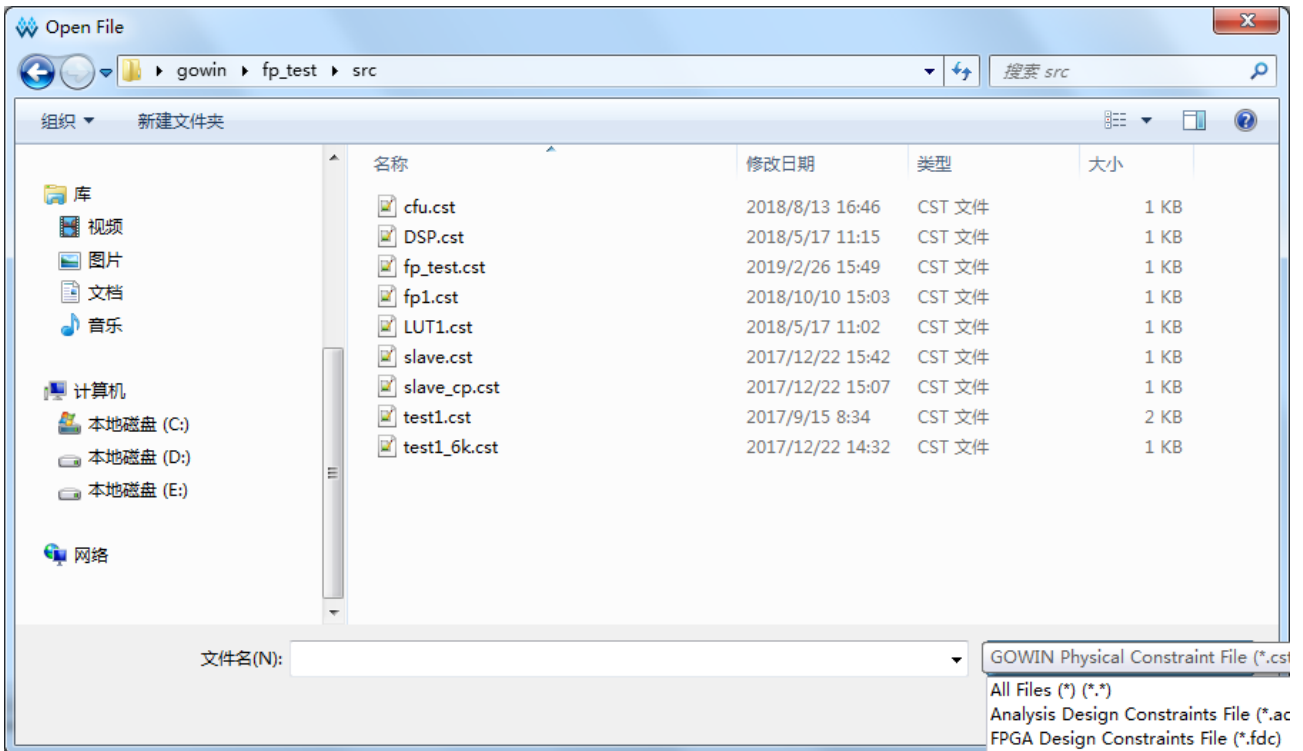 Open File
gowin fp_test src
搜索 src
组织 新建文件夹
名称 修改日期 类型 大小
库
视频
图片
文档
音乐
计算机
本地磁盘 (C:)
本地磁盘 (D:)
本地磁盘 (E:)
网络
cfu.cst 2018/8/13 16:46 CST 文件 1 KB
DSP.cst 2018/5/17 11:15 CST 文件 1 KB
fp_test.cst 2019/2/26 15:49 CST 文件 1 KB
fp1.cst 2018/10/10 15:03 CST 文件 1 KB
LUT1.cst 2018/5/17 11:02 CST 文件 1 KB
slave.cst 2017/12/22 15:42 CST 文件 1 KB
slave_cp.cst 2017/12/22 15:07 CST 文件 1 KB
test1.cst 2017/9/15 8:34 CST 文件 2 KB
test1_6k.cst 2017/12/22 14:32 CST 文件 1 KB
文件名(N):
GOWIN Physical Constraint File (*.cst
All Files (*) (*.*)
Analysis Design Constraints File (*.ac
FPGA Design Constraints File (*.fdc)